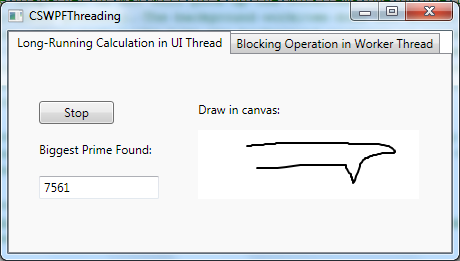 CSWPFThreading
Long-Running Calculation in UI Thread
Blocking Operation in Worker Thread
Stop
Draw in canvas:
Biggest Prime Found:
7561